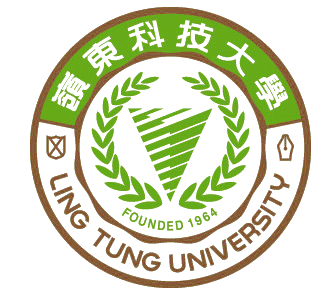 嶺東科技大學
FOUNDED 1964
LING TUNG UNIVERSITY